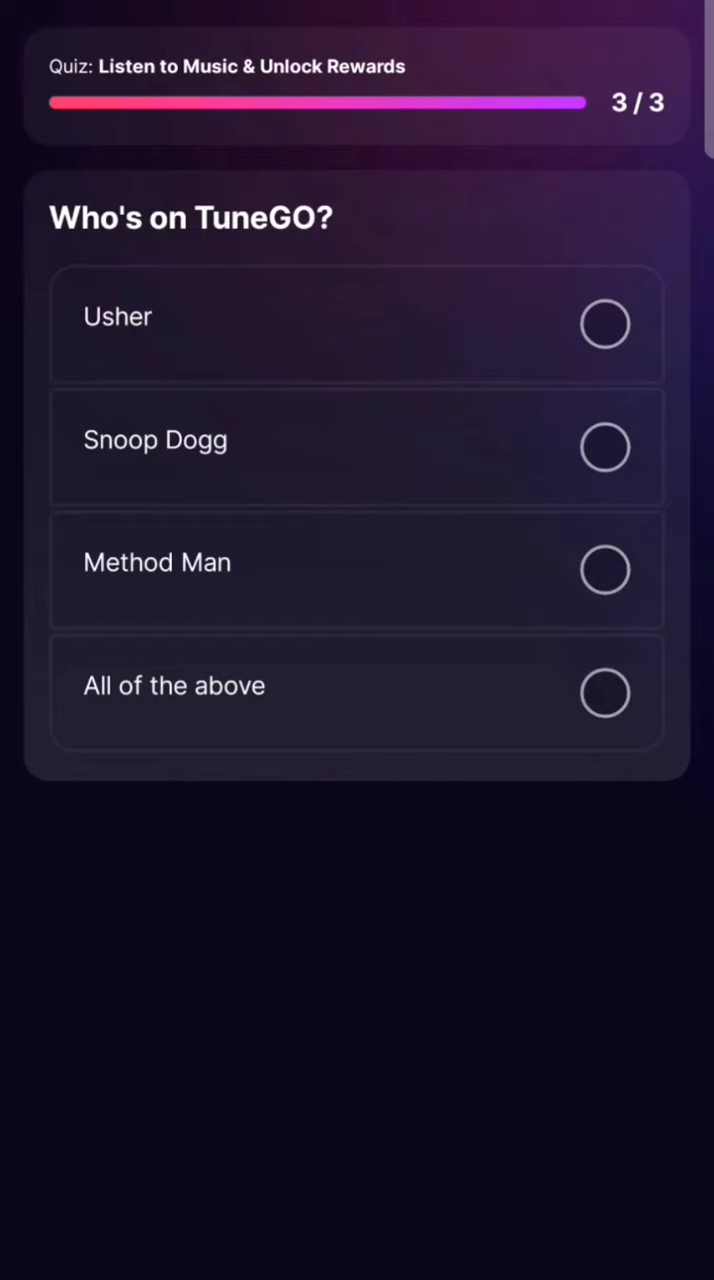 Quiz: Listen to Music & Unlock Rewards
3 / 3
Who's on TuneGO?
Usher
Snoop Dogg
Method Man
All of the above